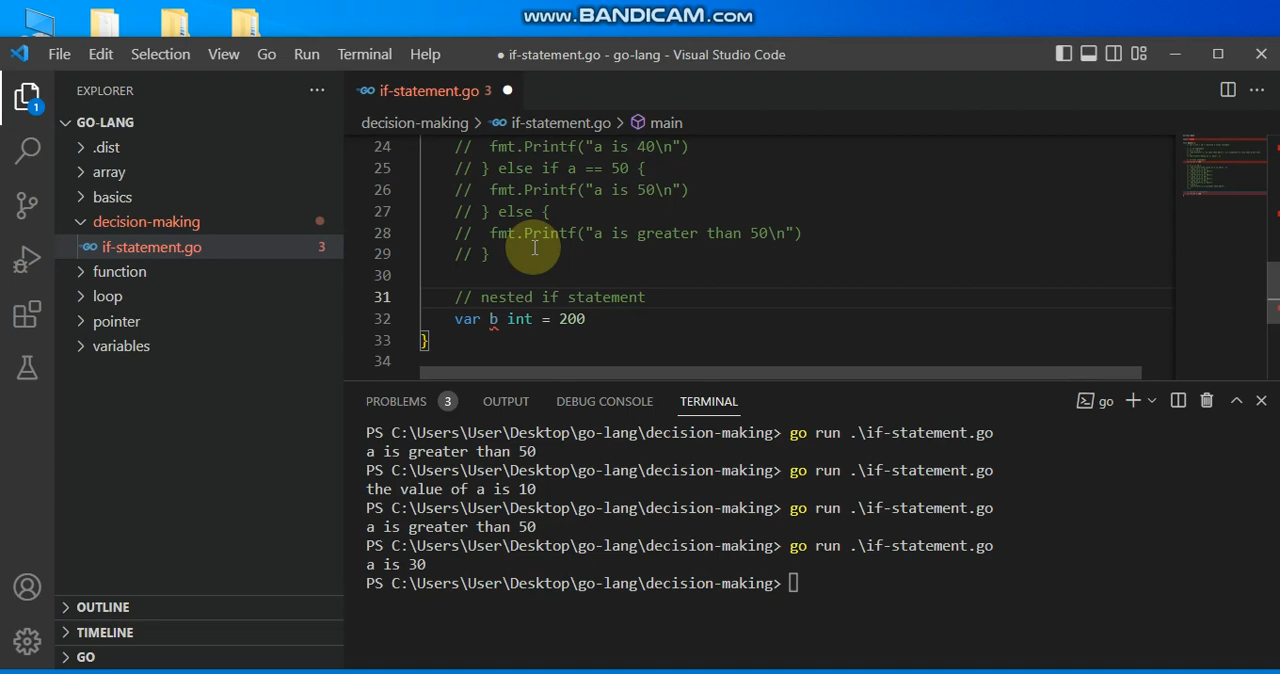 www.BANDICAM.com
File Edit Selection View Go Run Terminal Help
● if-statement.go - go-lang - Visual Studio Code
EXPLORER
if-statement.go 3
1
GO-LANG
decision-making > if-statement.go > main
.dist
array
basics
decision-making
if-statement.go 3
function
loop
pointer
variables
24 // fmt.Printf("a is 40\n")
25 // } else if a == 50 {
26 // fmt.Printf("a is 50\n")
27 // } else {
28 // fmt.Printf("a is greater than 50\n")
29 // }
30
31 // nested if statement
32 var b int = 200
33 }
34
PROBLEMS 3 OUTPUT DEBUG CONSOLE TERMINAL
go
PS C:\Users\User\Desktop\go-lang\decision-making> go run .\if-statement.go
a is greater than 50
PS C:\Users\User\Desktop\go-lang\decision-making> go run .\if-statement.go
the value of a is 10
PS C:\Users\User\Desktop\go-lang\decision-making> go run .\if-statement.go
a is greater than 50
PS C:\Users\User\Desktop\go-lang\decision-making> go run .\if-statement.go
a is 30
PS C:\Users\User\Desktop\go-lang\decision-making>
OUTLINE
TIMELINE
GO